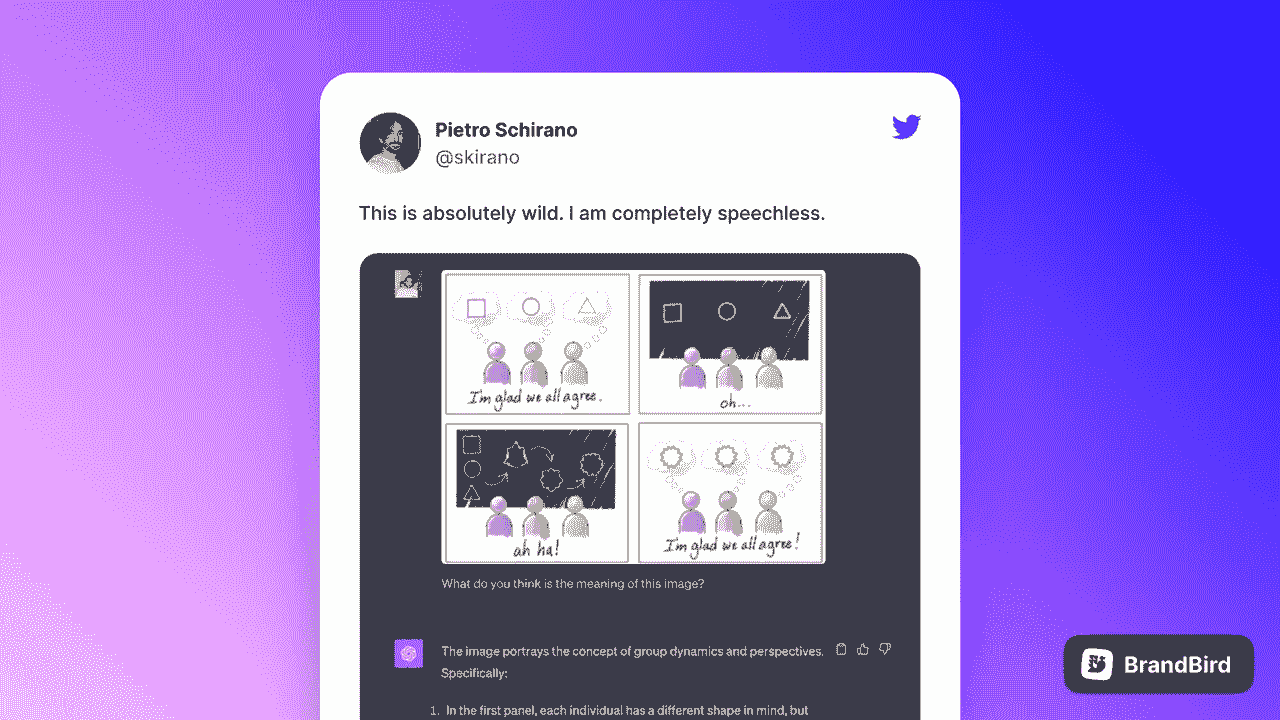 Pietro Schirano
@skirano
This is absolutely wild. I am completely speechless.
I'm glad we all agree.
oh...
ah ha!
I'm glad we all agree!
What do you think is the meaning of this image?
The image portrays the concept of group dynamics and perspectives.
Specifically:
1. In the first panel, each individual has a different shape in mind, but
BrandBird